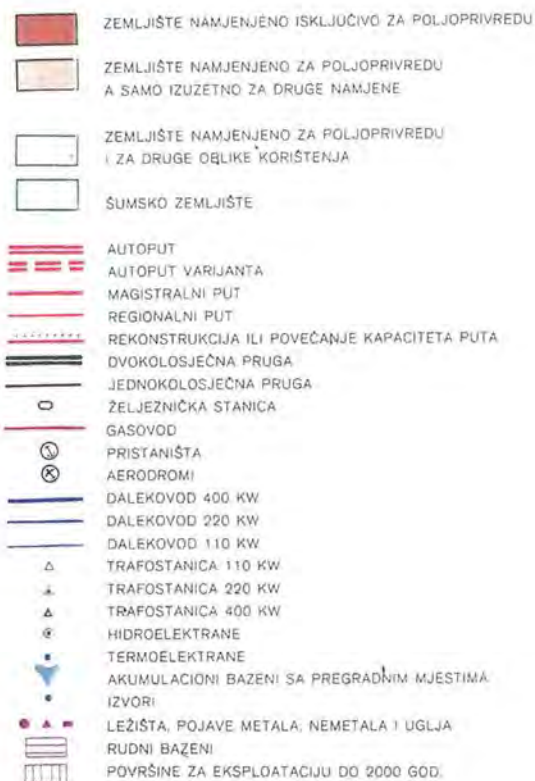 ZEMLJIŠTE NAMJENJENO ISKLJUČIVO ZA POLJOPRIVREDU
ZEMLJIŠTE NAMJENJENO ZA POLJOPRIVREDU
A SAMO IZUZETNO ZA DRUGE NAMJENE
ZEMLJIŠTE NAMJENJENO ZA POLJOPRIVREDU
I ZA DRUGE OBLIKE KORIŠTENJA
ŠUMSKO ZEMLJIŠTE
AUTOPUT
AUTOPUT VARIJANTA
MAGISTRALNI PUT
REGIONALNI PUT
REKONSTRUKCIJA ILI POVEĆANJE KAPACITETA PUTA
DVOKOLOSJEČNA PRUGA
JEDNOKOLOSJEČNA PRUGA
ŽELJEZNIČKA STANICA
GASOVOD
PRISTANIŠTA
AERODROMI
DALEKOVOD 400 KW
DALEKOVOD 220 KW
DALEKOVOD 110 KW
TRAFOSTANICA 110 KW
TRAFOSTANICA 220 KW
TRAFOSTANICA 400 KW
HIDROELEKTRANE
TERMOELEKTRANE
AKUMULACIONI BAZENI SA PREGRADNIM MJESTIMA
IZVORI
LEŽIŠTA, POJAVE METALA, NEMETALA I UGLJA
RUDNI BAZENI
POVRŠINE ZA EKSPLOATACIJU DO 2000 GOD.